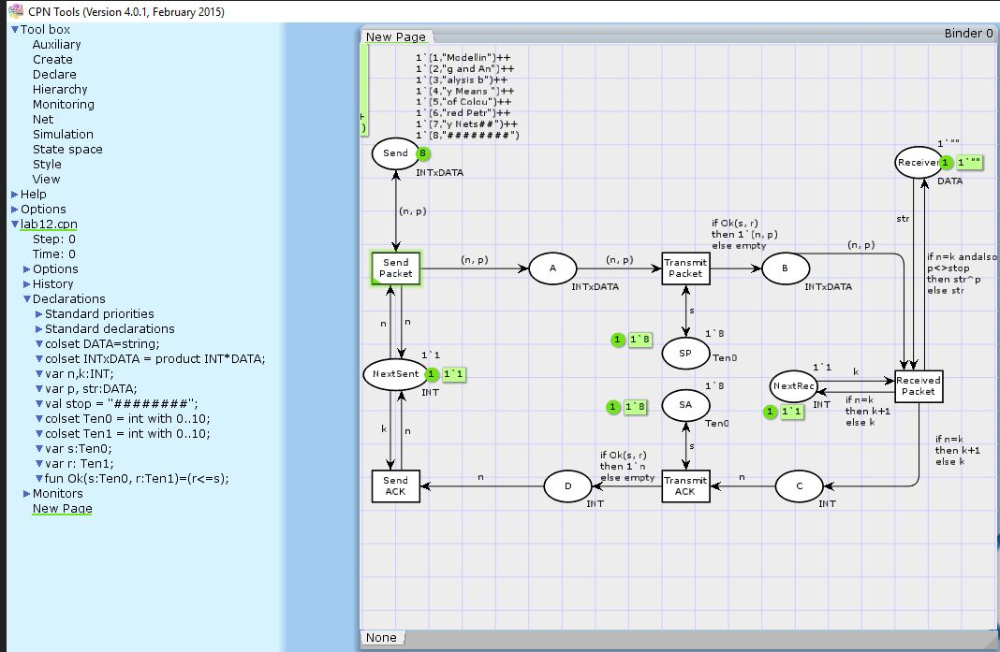 CPN Tools (Version 4.0.1, February 2015)
Tool box
Auxiliary
Create
Declare
Hierarchy
Monitoring
Net
Simulation
State space
Style
View
Help
Options
lab12.cpn
Step: 0
Time: 0
Options
History
Declarations
Standard priorities
Standard declarations
colset DATA=string;
colset INTxDATA = product INT*DATA;
var n,k:INT;
var p, str:DATA;
val stop = "########";
colset Ten0 = int with 0..10;
colset Ten1 = int with 0..10;
var s:Ten0;
var r: Ten1;
fun Ok(s:Ten0, r:Ten1)=(r<=s);
Monitors
New Page
New Page
Binder 0
1`(1,"Modellin")++
1`(2,"g and An")++
1`(3,"alysis b")++
1`(4,"y Means ")++
1`(5,"of Colou")++
1`(6,"red Petr")++
1`(7,"y Nets##")++
1`(8,"########")
+
)
Send
8
INTxDATA
1`""
Receiver
1
1`""
DATA
(n, p)
str
if Ok(s, r)
then 1`(n, p)
else empty
(n, p)
Send
Packet
(n, p)
A
INTxDATA
(n, p)
Transmit
Packet
B
INTxDATA
if n=k andalso
p<>stop
then str^p
else str
n
n
s
1`8
1
1`8
SP
Ten0
1`1
NextSent
1
1`1
INT
1`8
1
1`8
SA
Ten0
1`1
NextRec
1
1`1
INT
k
Received
Packet
if n=k
then k+1
else k
k
n
s
if n=k
then k+1
else k
if Ok(s, r)
then 1`n
else empty
Send
ACK
n
D
INT
Transmit
ACK
n
C
INT
None